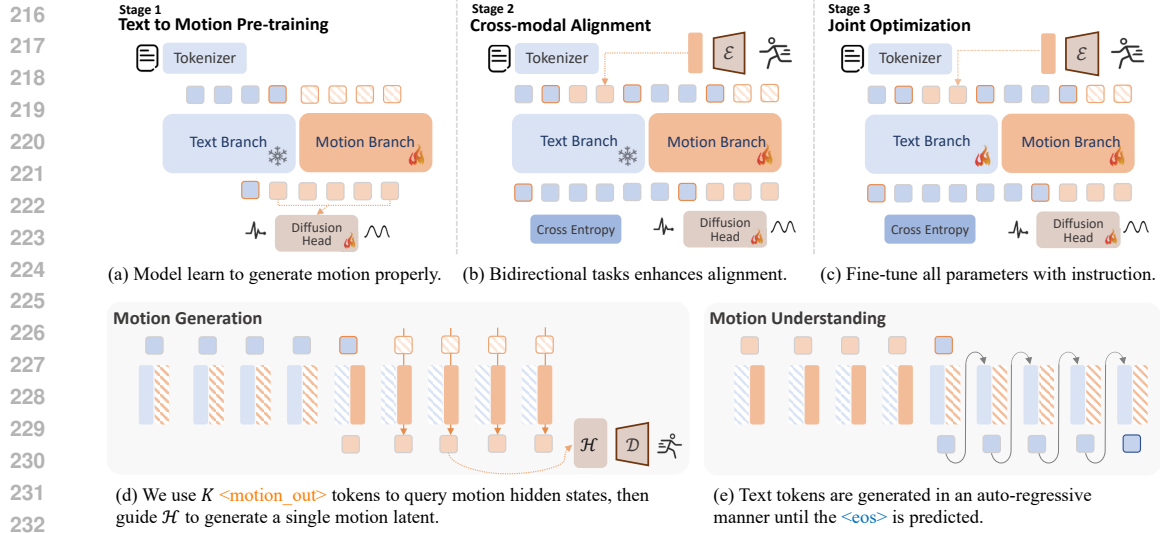 216
217
218
219
220
221
222
223
224
225
226
227
228
229
230
231
232
Stage 1
Text to Motion Pre-training
Tokenizer
Text Branch
Motion Branch
Diffusion
Head
(a) Model learn to generate motion properly.
Stage 2
Cross-modal Alignment
Tokenizer
ℰ
Text Branch
Motion Branch
Cross Entropy
Diffusion
Head
(b) Bidirectional tasks enhances alignment.
Stage 3
Joint Optimization
Tokenizer
ℰ
Text Branch
Motion Branch
Cross Entropy
Diffusion
Head
(c) Fine-tune all parameters with instruction.
Motion Generation
ℋ
𝒟
(d) We use K <motion_out> tokens to query motion hidden states, then
guide ℋ to generate a single motion latent.
Motion Understanding
(e) Text tokens are generated in an auto-regressive
manner until the <eos> is predicted.